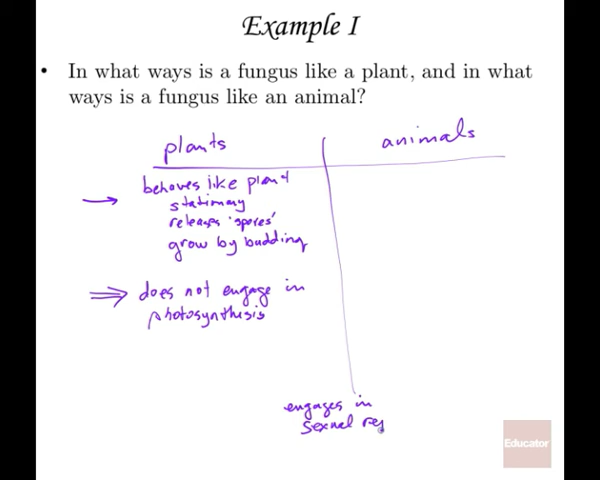 Example I
• In what ways is a fungus like a plant, and in what
ways is a fungus like an animal?
plants
animals
behaves like plant
stationary
releases 'spores'
grow by budding
→
⇒ does not engage in
photosynthesis
engages in
sexual rep
Educator